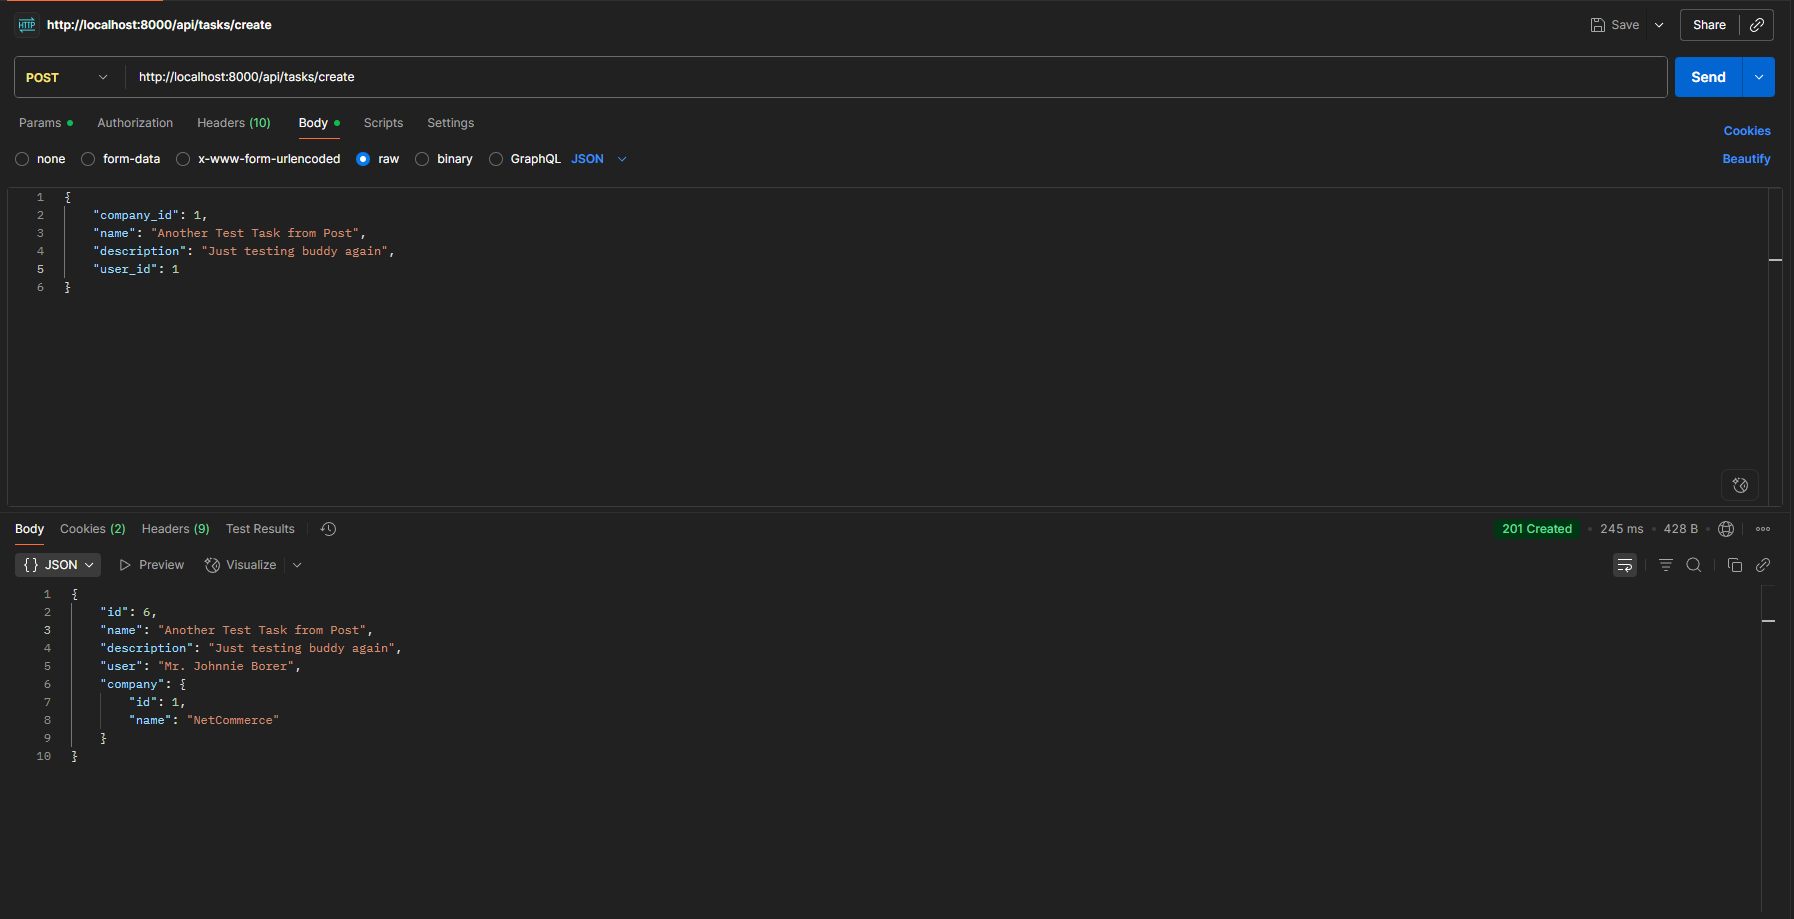 HTTP http://localhost:8000/api/tasks/create Save Share
POST http://localhost:8000/api/tasks/create Send
Params Authorization Headers (10) Body Scripts Settings Cookies
none form-data x-www-form-urlencoded raw binary GraphQL JSON Beautify
1 {
2 "company_id": 1,
3 "name": "Another Test Task from Post",
4 "description": "Just testing buddy again",
5 "user_id": 1
6 }
Body Cookies (2) Headers (9) Test Results 201 Created 245 ms 428 B
{} JSON Preview Visualize
1 {
2 "id": 6,
3 "name": "Another Test Task from Post",
4 "description": "Just testing buddy again",
5 "user": "Mr. Johnnie Borer",
6 "company": {
7 "id": 1,
8 "name": "NetCommerce"
9 }
10 }